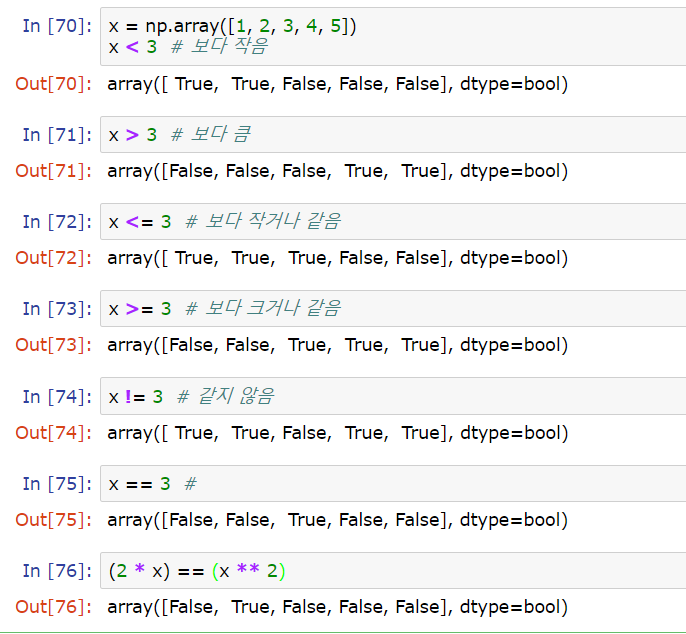 In [70]: x = np.array([1, 2, 3, 4, 5])
x < 3 # 보다 작음
Out[70]: array([ True, True, False, False, False], dtype=bool)
In [71]: x > 3 # 보다 큼
Out[71]: array([False, False, False, True, True], dtype=bool)
In [72]: x <= 3 # 보다 작거나 같음
Out[72]: array([ True, True, True, False, False], dtype=bool)
In [73]: x >= 3 # 보다 크거나 같음
Out[73]: array([False, False, True, True, True], dtype=bool)
In [74]: x != 3 # 같지 않음
Out[74]: array([ True, True, False, True, True], dtype=bool)
In [75]: x == 3 #
Out[75]: array([False, False, True, False, False], dtype=bool)
In [76]: (2 * x) == (x ** 2)
Out[76]: array([False, True, False, False, False], dtype=bool)